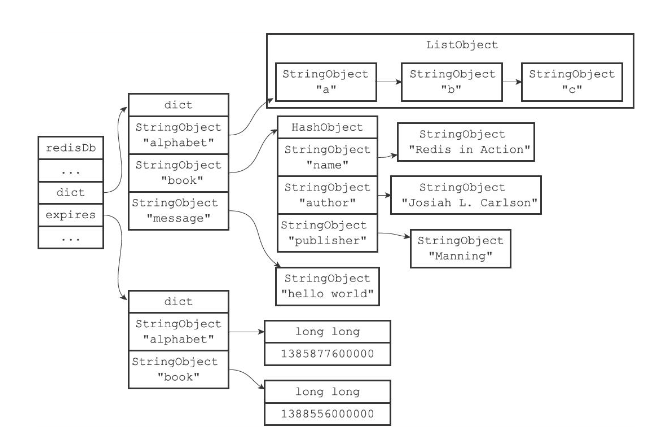 redisDb
...
dict
expires
...
dict
StringObject
"alphabet"
StringObject
"book"
StringObject
"message"
ListObject
StringObject
"a"
StringObject
"b"
StringObject
"c"
HashObject
StringObject
"name"
StringObject
"author"
StringObject
"publisher"
StringObject
"Redis in Action"
StringObject
"Josiah L. Carlson"
StringObject
"Manning"
StringObject
"hello world"
dict
StringObject
"alphabet"
StringObject
"book"
long long
1385877600000
long long
1388556000000